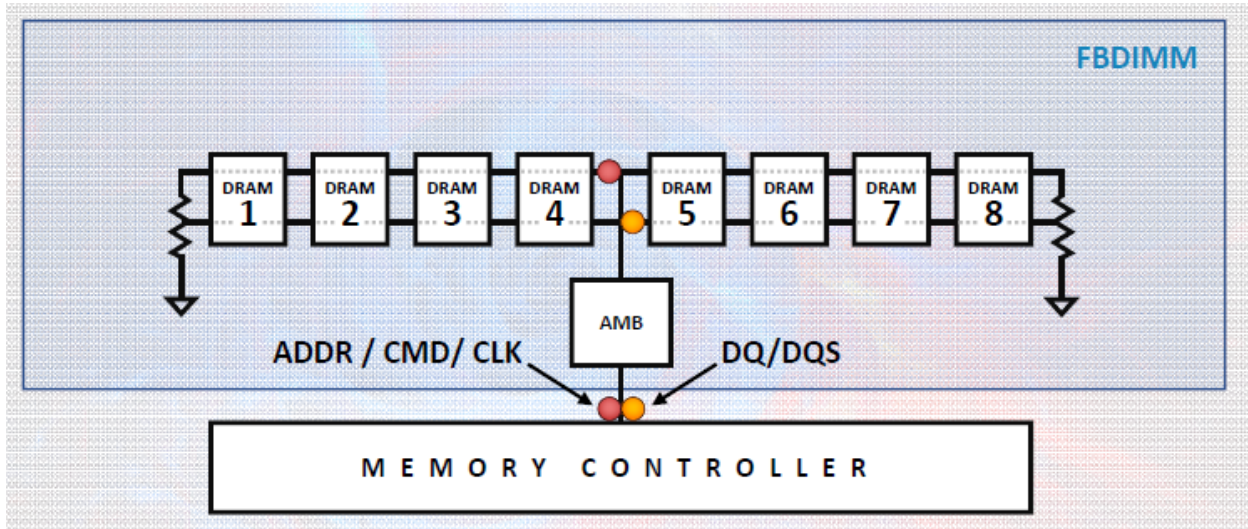 FBDIMM
DRAM
1
DRAM
2
DRAM
3
DRAM
4
DRAM
5
DRAM
6
DRAM
7
DRAM
8
AMB
ADDR / CMD/ CLK
DQ/DQS
MEMORY CONTROLLER